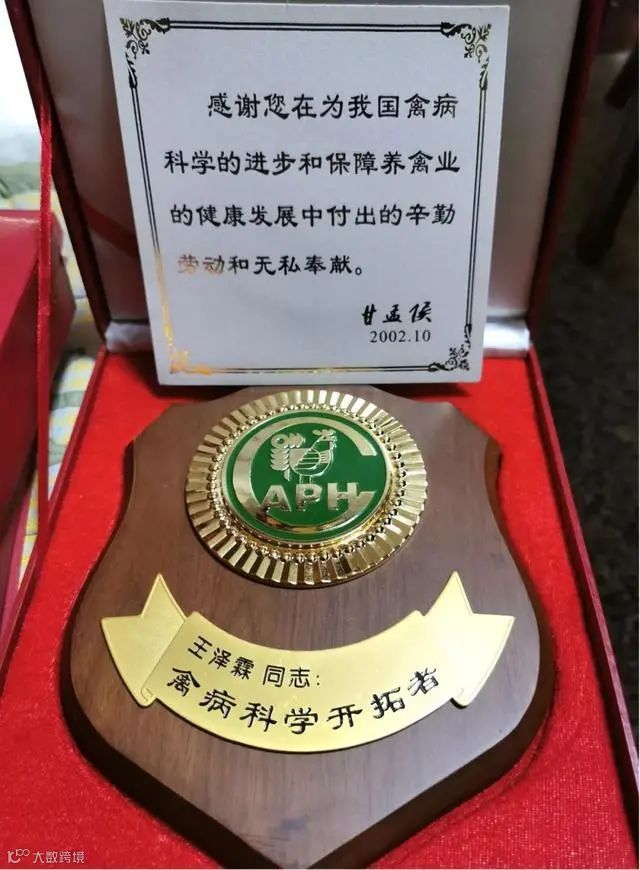 感谢您在为我国禽病
科学的进步和保障养禽业
的健康发展中付出的辛勤
劳动和无私奉献。
甘孟侯
2002.10
CAPH
王泽霖 同志：
禽病科学开拓者
大数跨境